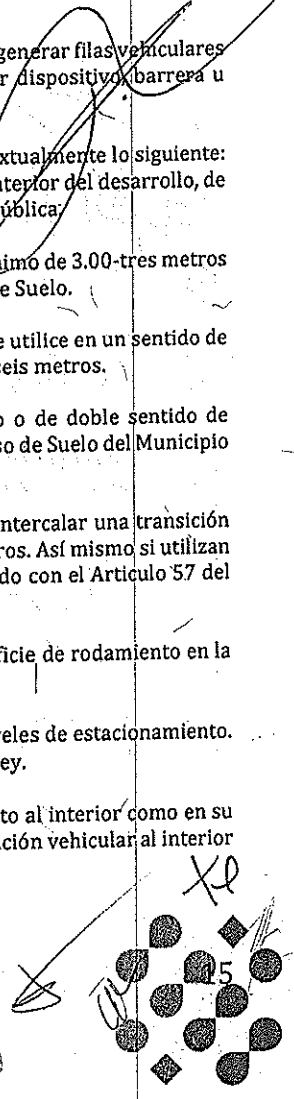 generar filas vehiculares
r dispositivo, barrera u
xtualmente lo siguiente:
nterior del desarrollo, de
pública;
nimo de 3.00-tres metros
e Suelo.
e utilice en un sentido de
seis metros.
o o de doble sentido de
so de Suelo del Municipio
ntercalar una transición
ros. Así mismo si utilizan
do con el Articulo 57 del
ficie de rodamiento en la
veles de estacionamiento.
ey.
to al interior como en su
ación vehicular al interior
15